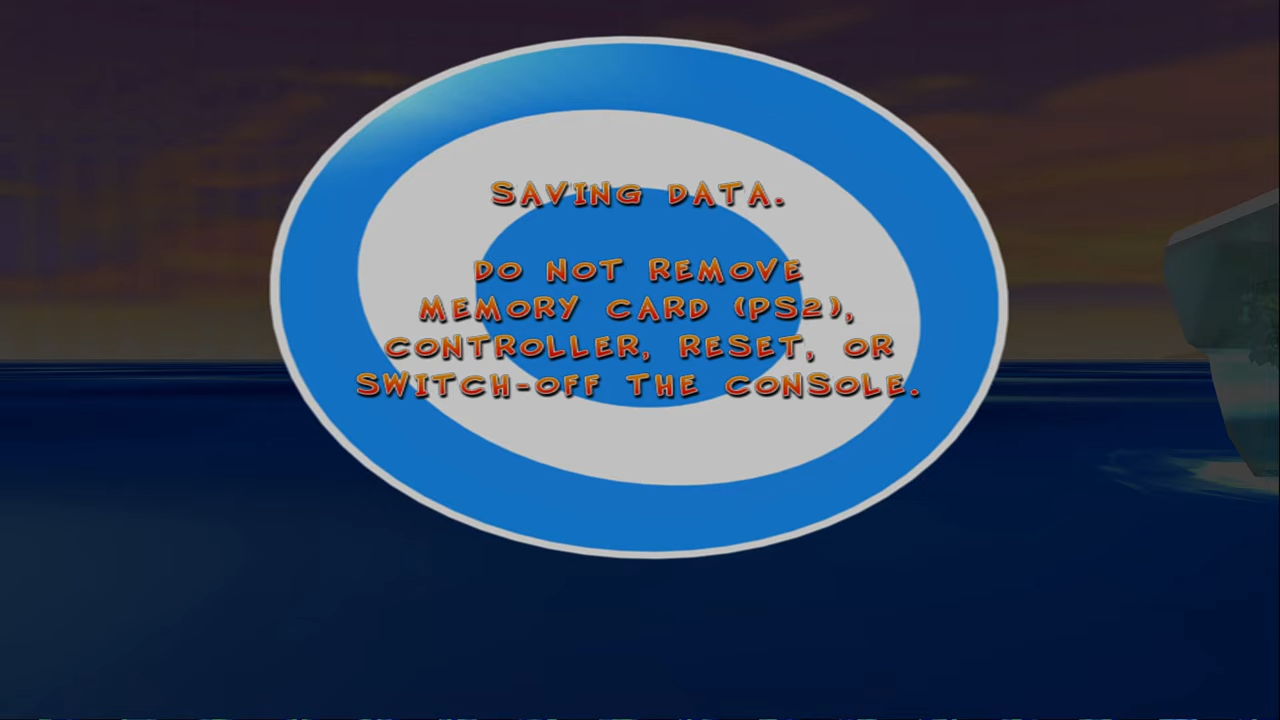 SAVING DATA.
DO NOT REMOVE
MEMORY CARD (PS2),
CONTROLLER, RESET, OR
SWITCH-OFF THE CONSOLE.